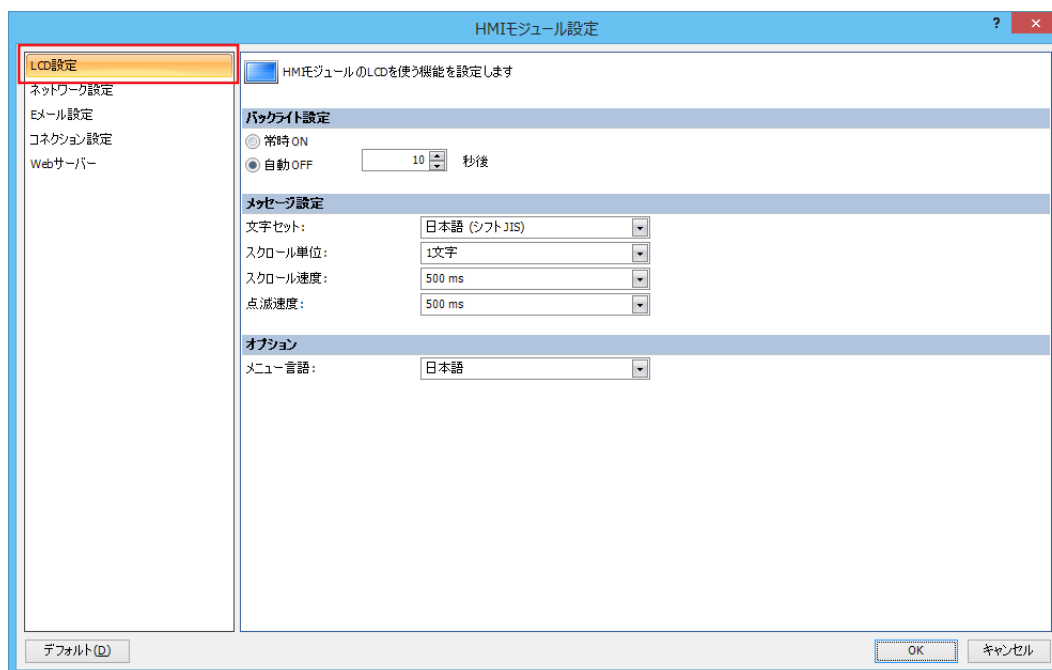 HMIモジュール設定
?
×
LCD設定
ネットワーク設定
Eメール設定
コネクション設定
Webサーバー
HMIモジュールのLCDを使う機能を設定します
バックライト設定
常時ON
自動OFF 10 秒後
メッセージ設定
文字セット: 日本語 (シフトJIS)
スクロール単位: 1文字
スクロール速度: 500 ms
点滅速度: 500 ms
オプション
メニュー言語: 日本語
デフォルト(D)
OK
キャンセル